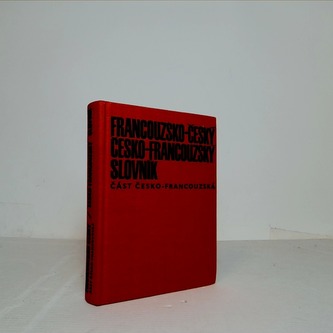 FRANCOUZSKO-ČESKÝ
ČESKO-FRANCOUZSKÝ
SLOVNÍK
ČÁST ČESKO-FRANCOUZSKÁ